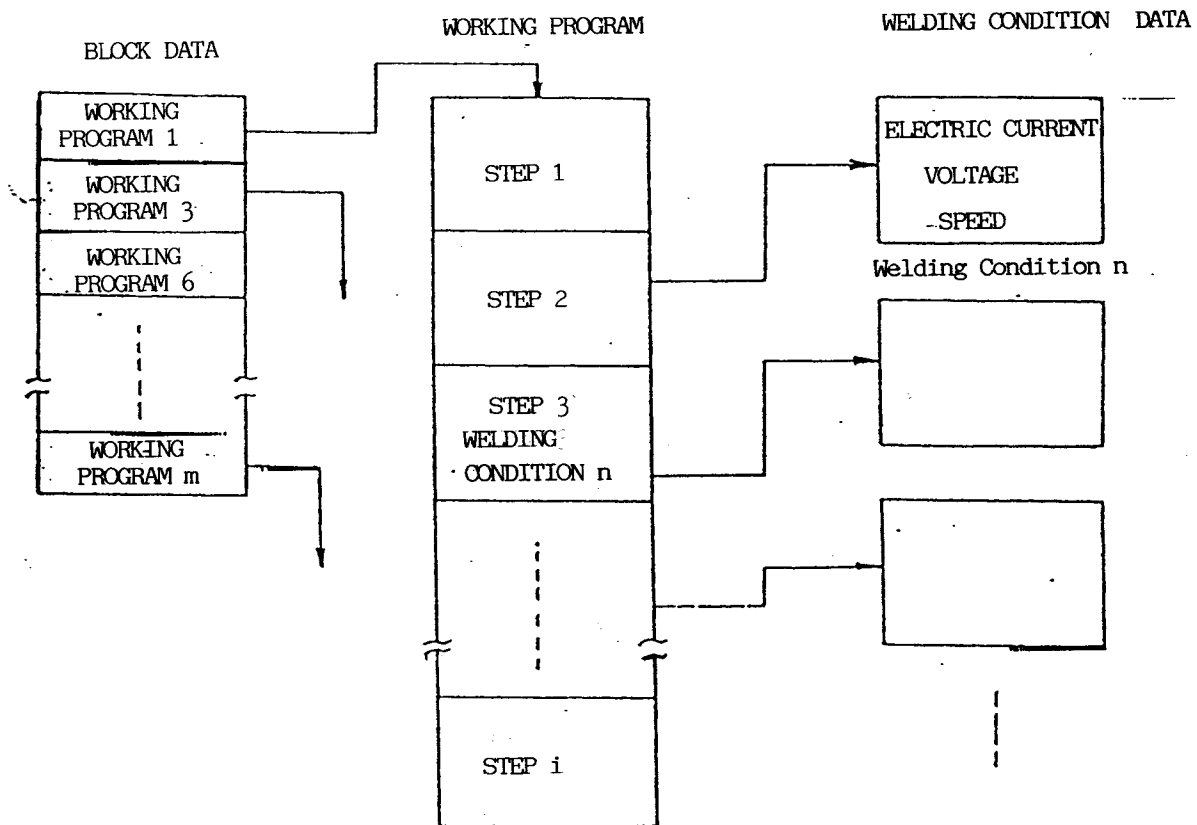 BLOCK DATA
WORKING
PROGRAM 1
WORKING
PROGRAM 3
WORKING
PROGRAM 6
WORKING
PROGRAM m
WORKING PROGRAM
STEP 1
STEP 2
STEP 3
WELDING
CONDITION n
STEP i
WELDING CONDITION DATA
ELECTRIC CURRENT
VOLTAGE
SPEED
Welding Condition n